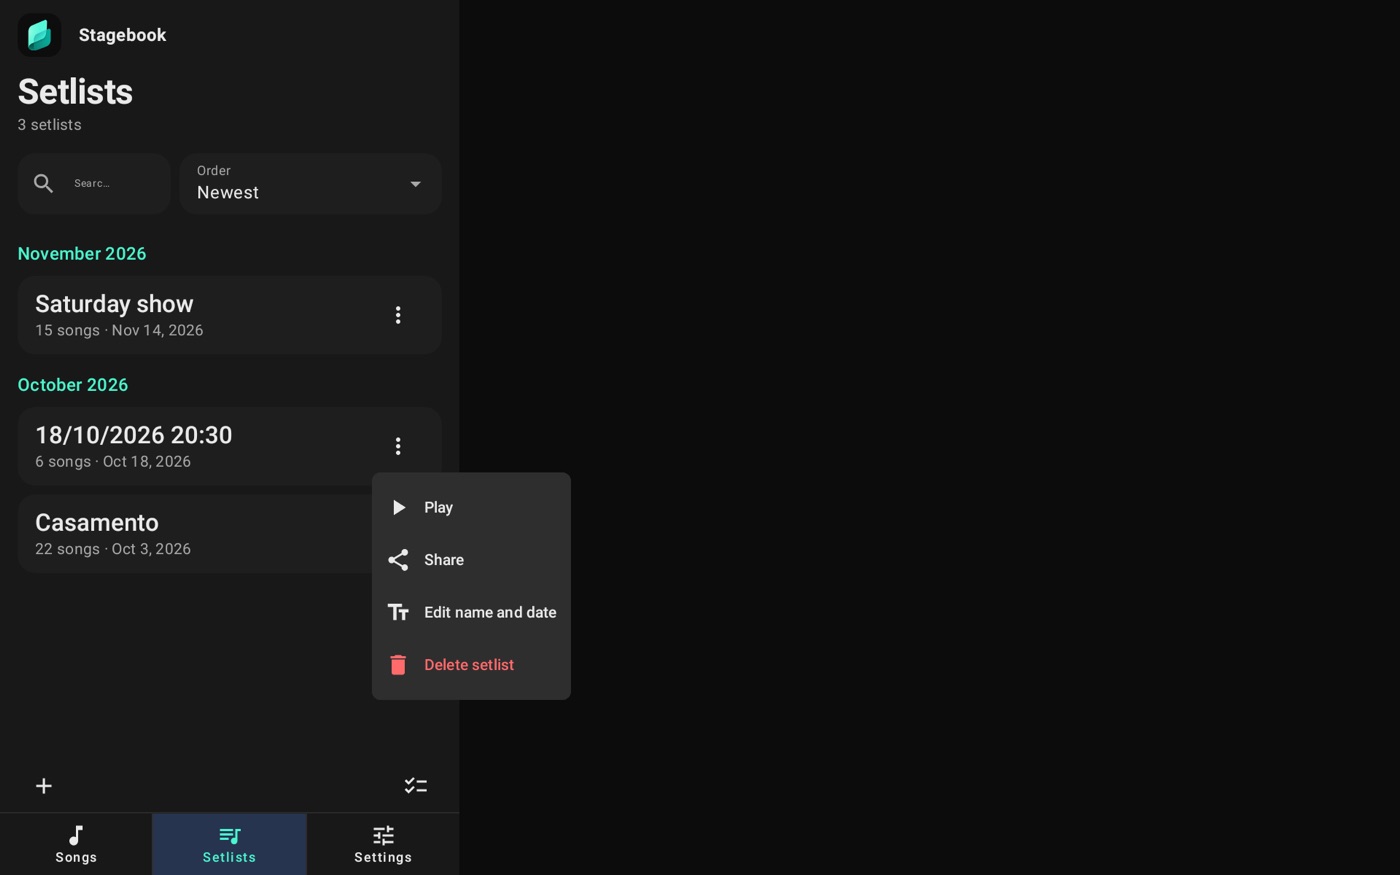 Stagebook
Setlists
3 setlists
Searc...
Order
Newest
November 2026
Saturday show
15 songs · Nov 14, 2026
October 2026
18/10/2026 20:30
6 songs · Oct 18, 2026
Casamento
22 songs · Oct 3, 2026
Play
Share
Edit name and date
Delete setlist
Songs
Setlists
Settings